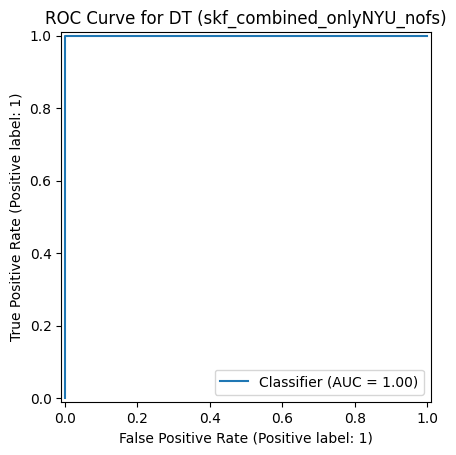 ROC Curve for DT (skf_combined_onlyNYU_nofs)
1.0
0.8
0.6
0.4
0.2
0.0
True Positive Rate (Positive label: 1)
Classifier (AUC = 1.00)
0.0 0.2 0.4 0.6 0.8 1.0
False Positive Rate (Positive label: 1)